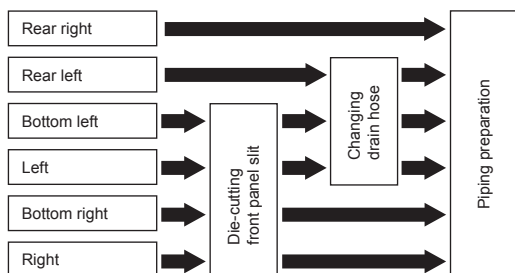 Rear right
Rear left
Bottom left
Left
Bottom right
Right
Die-cutting
front panel slit
Changing
drain hose
Piping preparation